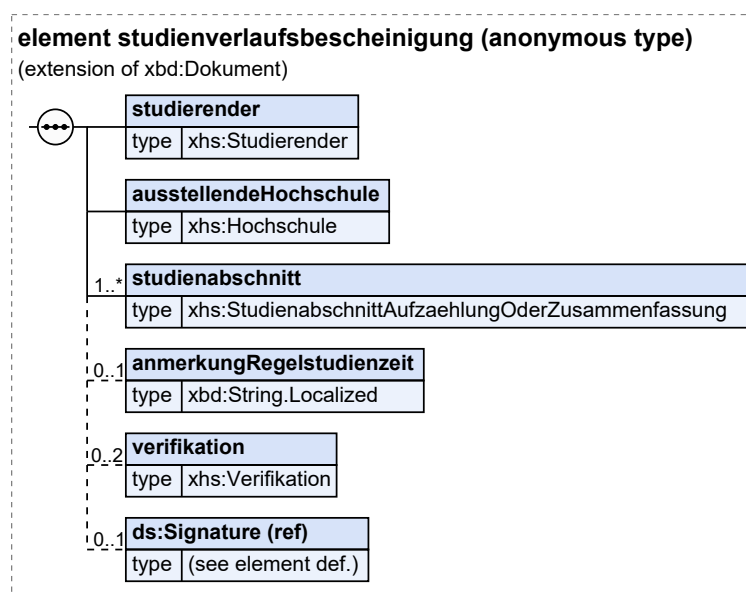 element studienverlaufsbescheinigung (anonymous type)
(extension of xbd:Dokument)
studierender
type xhs:Studierender
ausstellendeHochschule
type xhs:Hochschule
1..* studienabschnitt
type xhs:StudienabschnittAufzaehlungOderZusammenfassung
0..1 anmerkungRegelstudienzeit
type xbd:String.Localized
0..2 verifikation
type xhs:Verifikation
0..1 ds:Signature (ref)
type (see element def.)